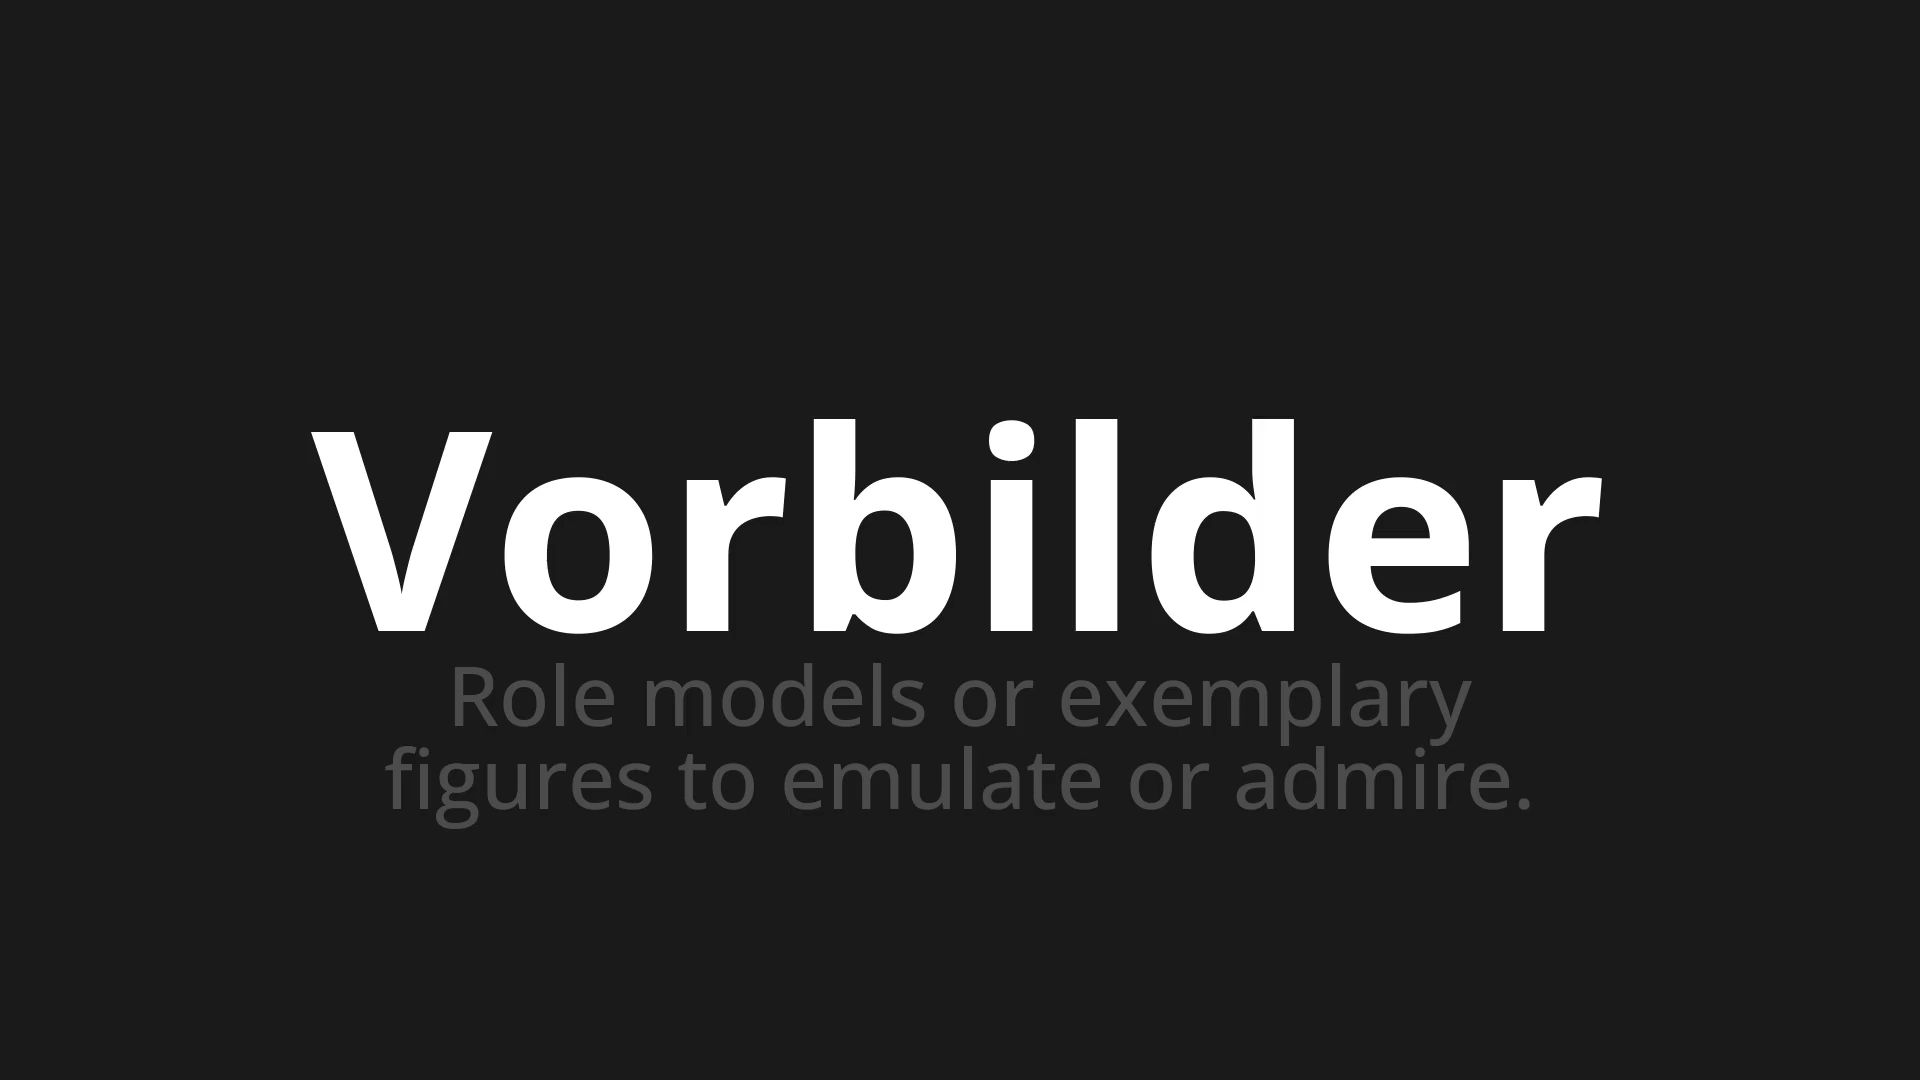 Vorbilder
Role models or exemplary
figures to emulate or admire.